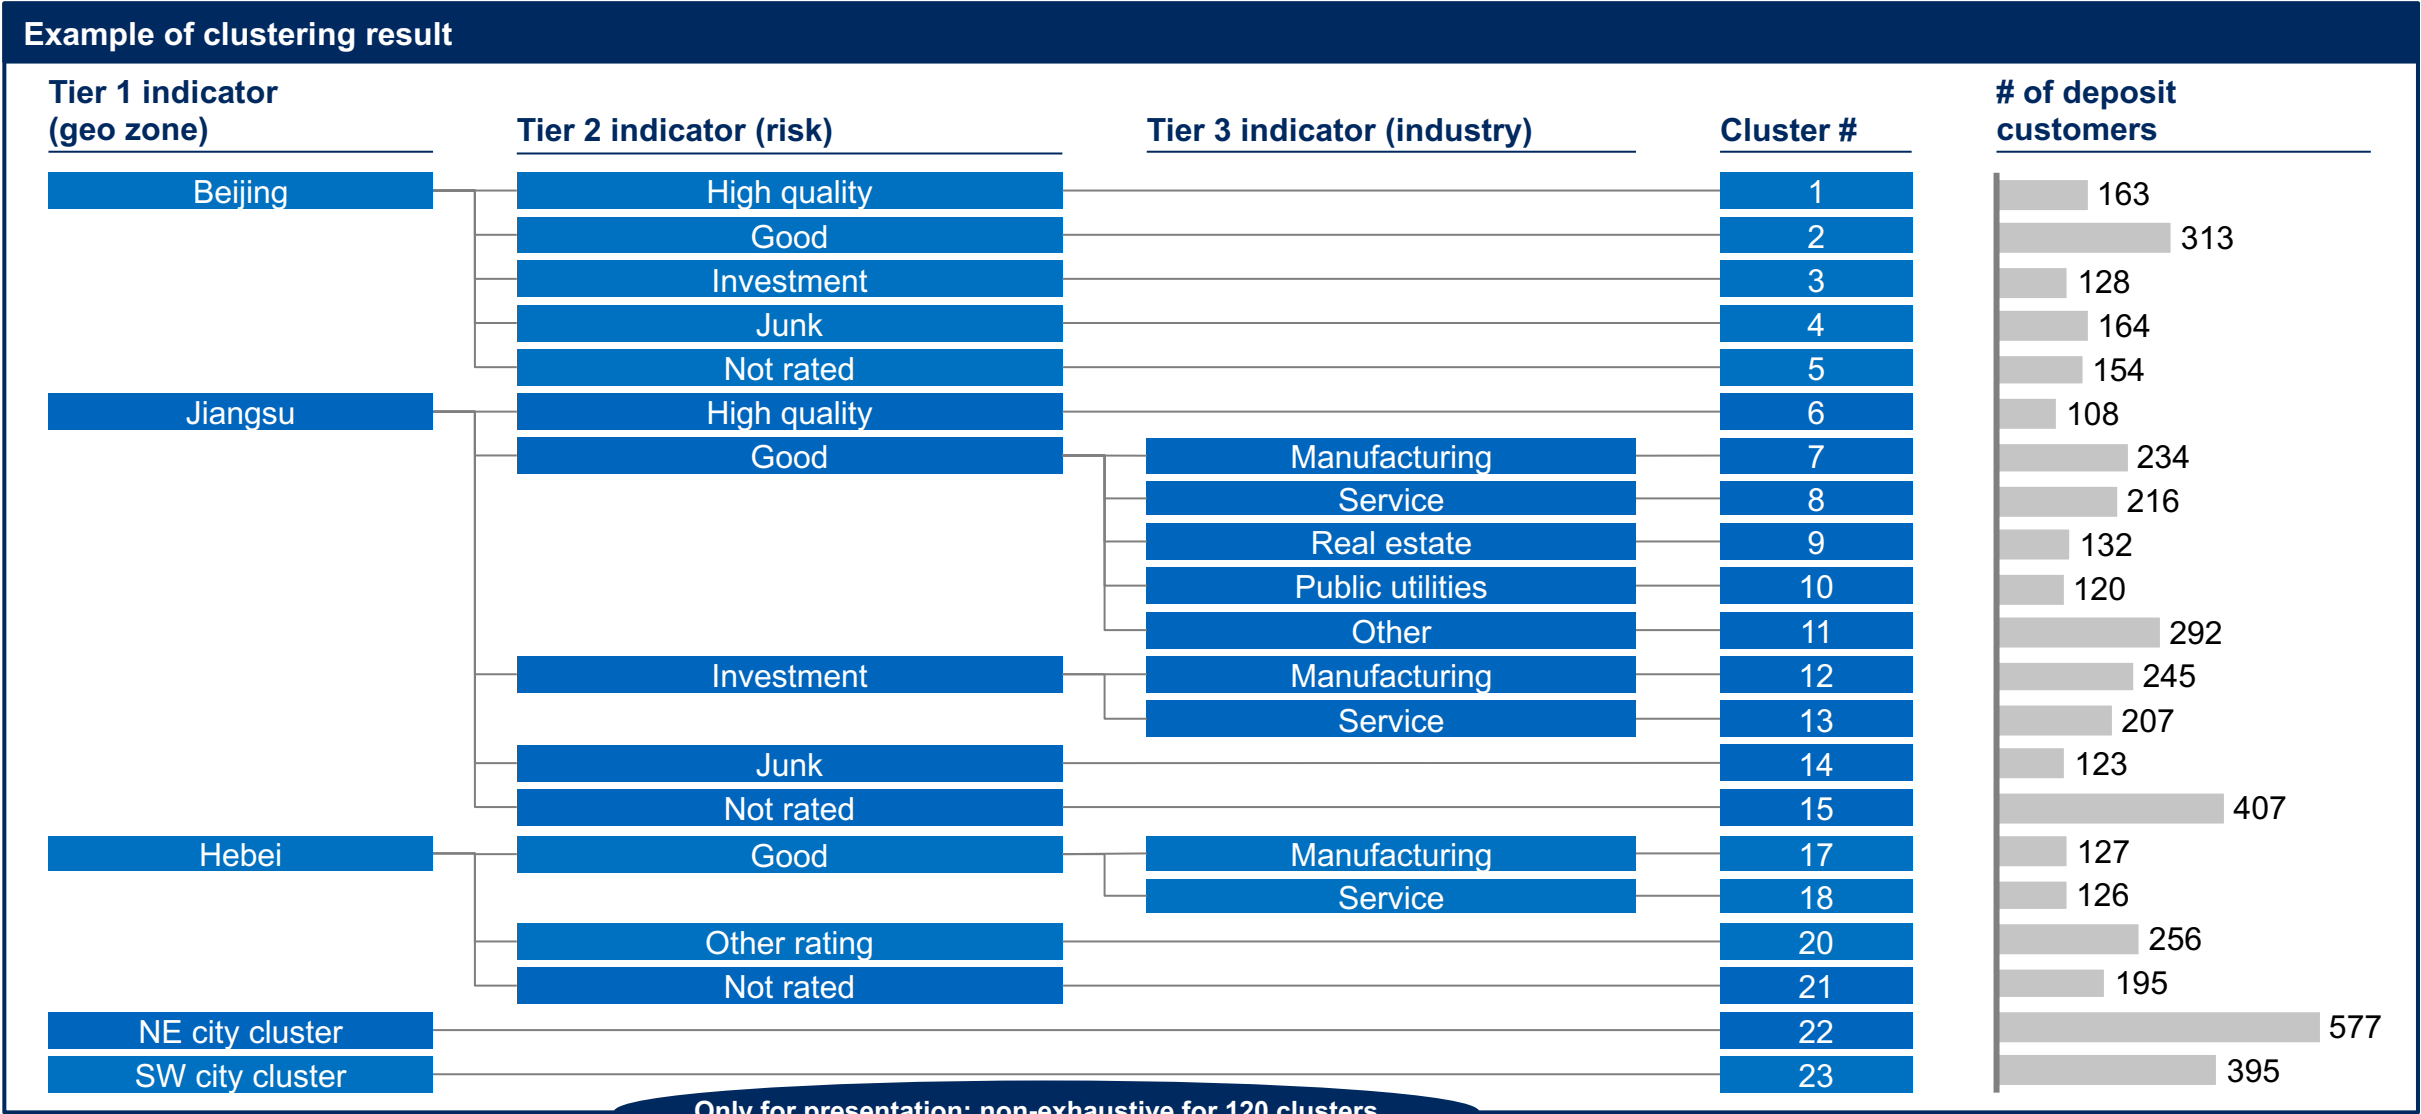 Example of clustering result
Tier 1 indicator
(geo zone)
Tier 2 indicator (risk)
Tier 3 indicator (industry)
Cluster #
# of deposit
customers
Beijing
High quality
1
163
Good
2
313
Investment
3
128
Junk
4
164
Not rated
5
154
Jiangsu
High quality
6
108
Good
Manufacturing
7
234
Service
8
216
Real estate
9
132
Public utilities
10
120
Other
11
292
Investment
Manufacturing
12
245
Service
13
207
Junk
14
123
Not rated
15
407
Hebei
Good
Manufacturing
17
127
Service
18
126
Other rating
20
256
Not rated
21
195
NE city cluster
22
577
SW city cluster
23
395
Only for presentation; non-exhaustive for 120 clusters